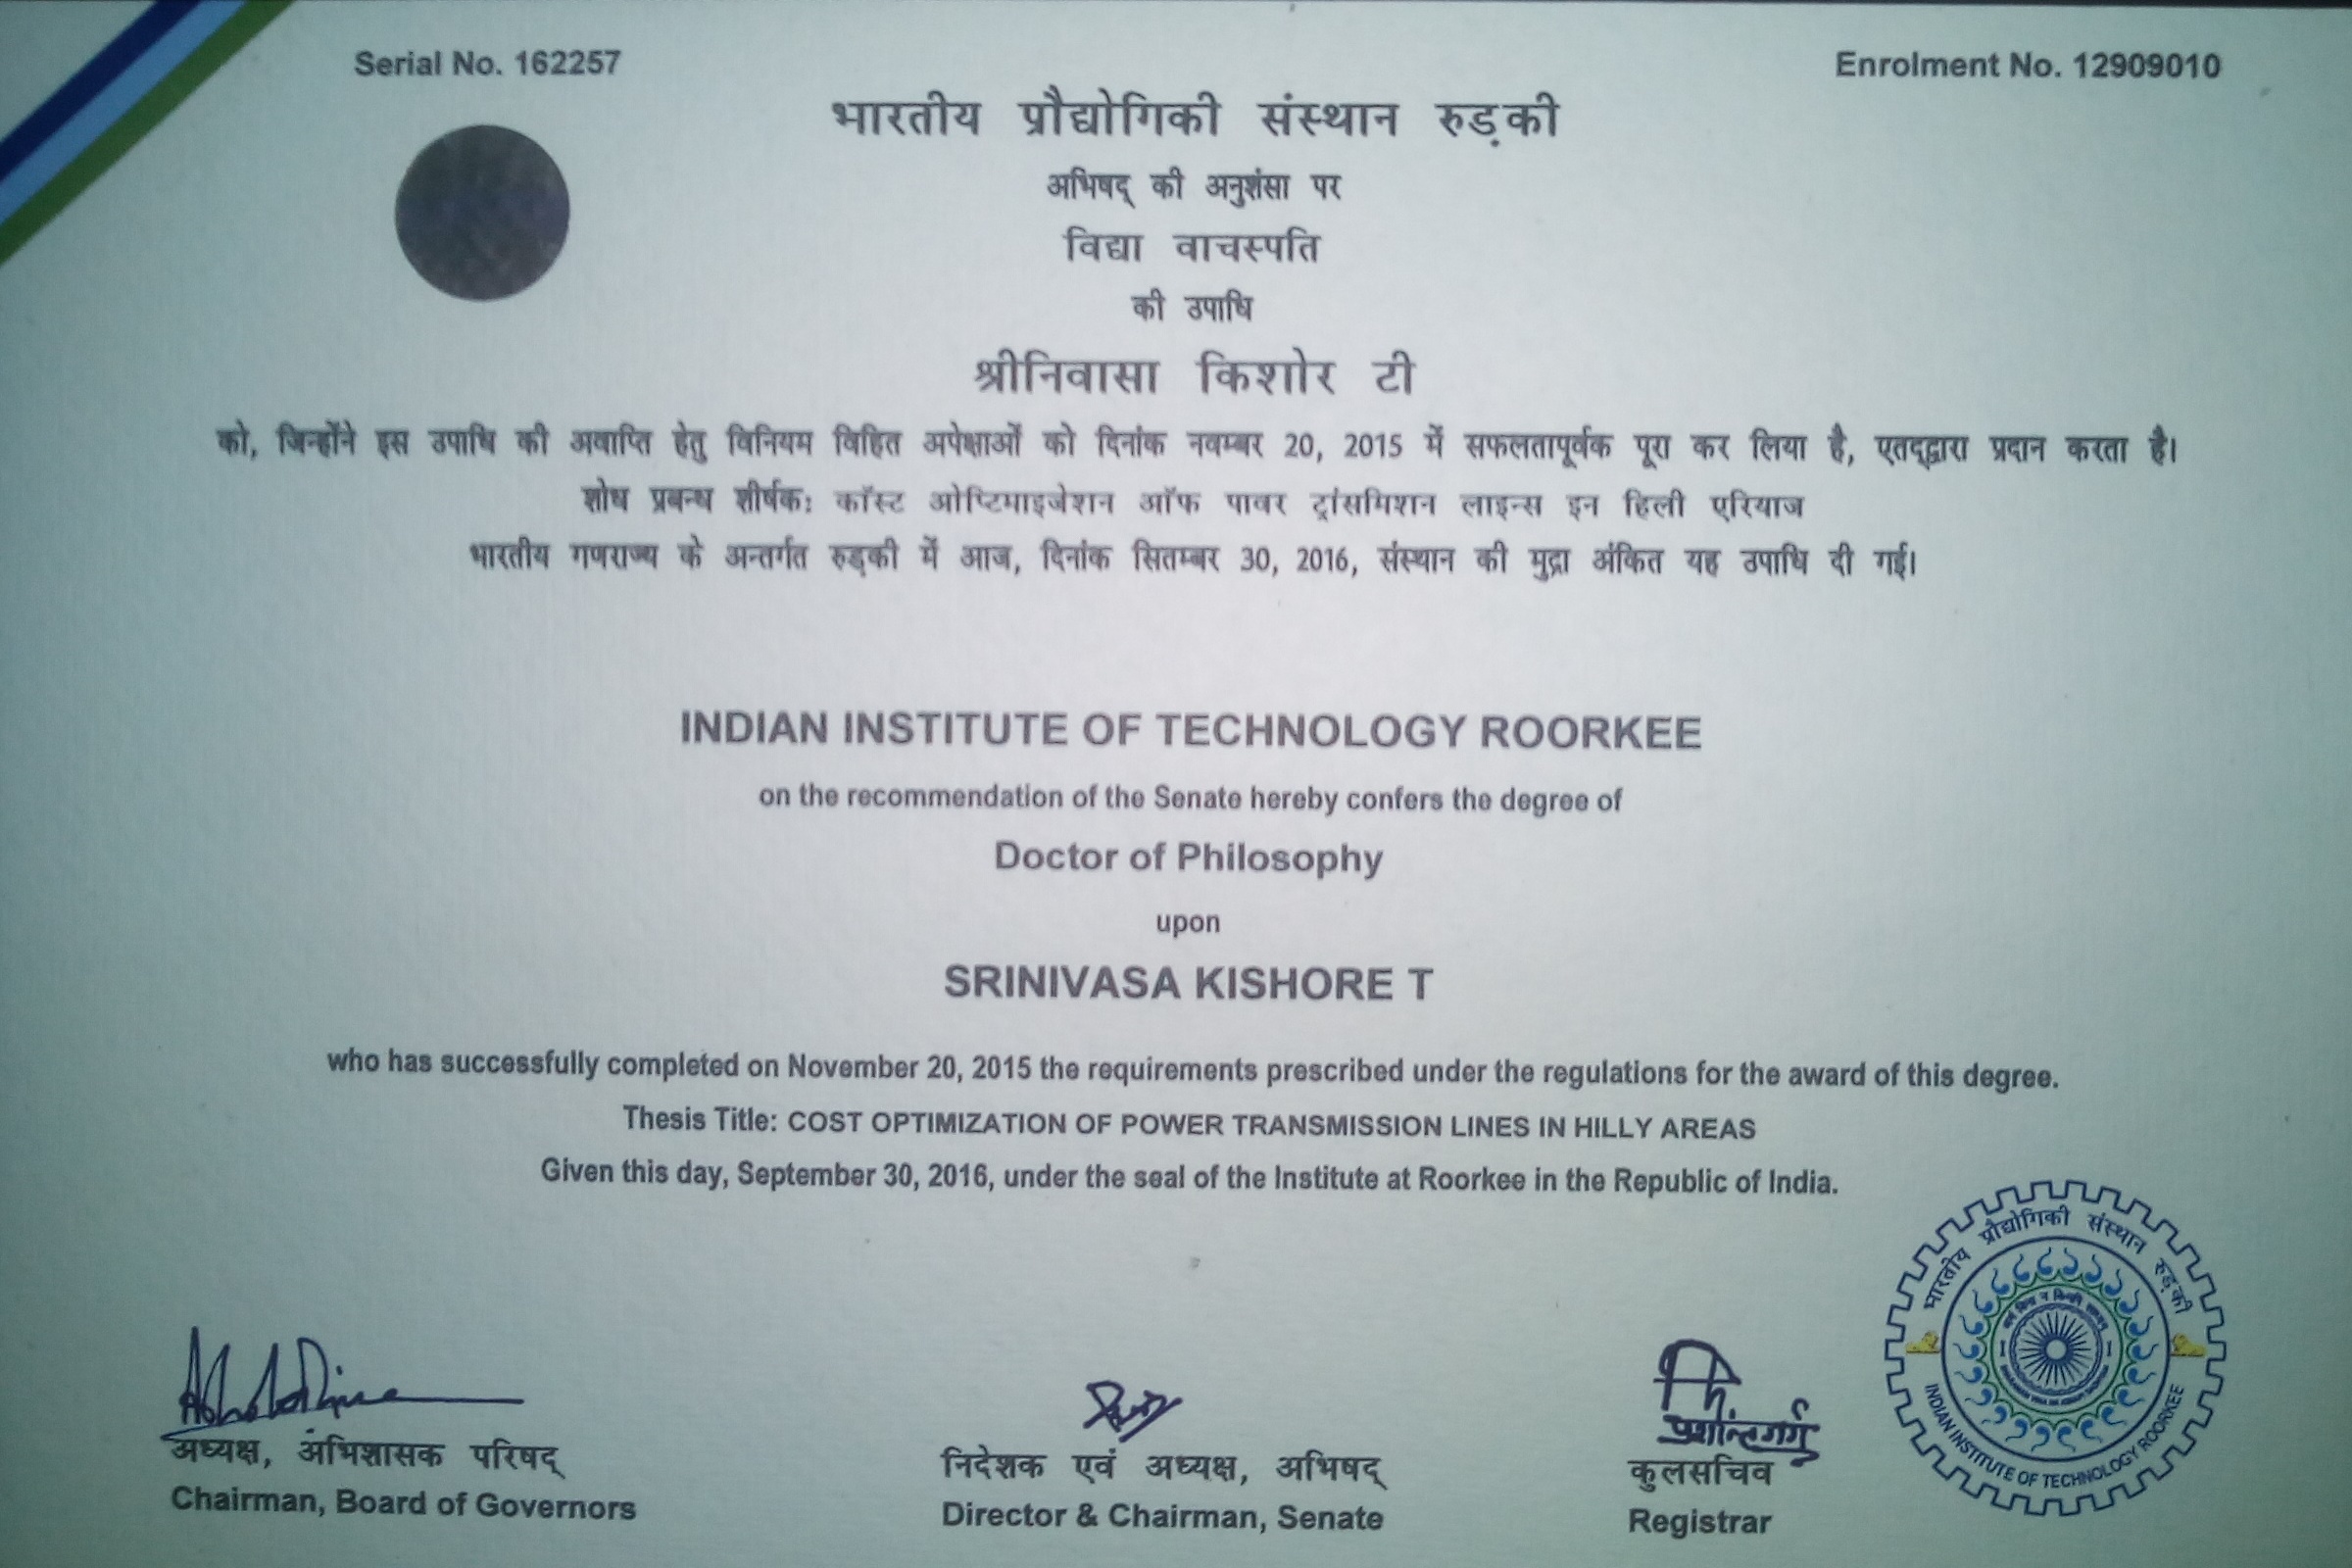 Serial No. 162257
Enrolment No. 12909010
भारतीय प्रौद्योगिकी संस्थान रुड़की
अभिषद् की अनुशंसा पर
विद्या वाचस्पति
की उपाधि
श्रीनिवासा किशोर टी
को, जिन्होंने इस उपाधि की अवाप्ति हेतु विनियम विहित अपेक्षाओं को दिनांक नवम्बर 20, 2015 में सफलतापूर्वक पूरा कर लिया है, एतद्द्वारा प्रदान करता है।
शोध प्रबन्ध शीर्षक: कॉस्ट ओप्टिमाइजेशन ऑफ पावर ट्रांसमिशन लाइन्स इन हिली एरियाज
भारतीय गणराज्य के अन्तर्गत रुड़की में आज, दिनांक सितम्बर 30, 2016, संस्थान की मुद्रा अंकित यह उपाधि दी गई।
INDIAN INSTITUTE OF TECHNOLOGY ROORKEE
on the recommendation of the Senate hereby confers the degree of
Doctor of Philosophy
upon
SRINIVASA KISHORE T
who has successfully completed on November 20, 2015 the requirements prescribed under the regulations for the award of this degree.
Thesis Title: COST OPTIMIZATION OF POWER TRANSMISSION LINES IN HILLY AREAS
Given this day, September 30, 2016, under the seal of the Institute at Roorkee in the Republic of India.
प्रशान्त गर्ग
अध्यक्ष, अभिशासक परिषद्
Chairman, Board of Governors
निदेशक एवं अध्यक्ष, अभिषद्
Director & Chairman, Senate
कुलसचिव
Registrar
भारतीय प्रौद्योगिकी संस्थान रुड़की
INDIAN INSTITUTE OF TECHNOLOGY ROORKEE